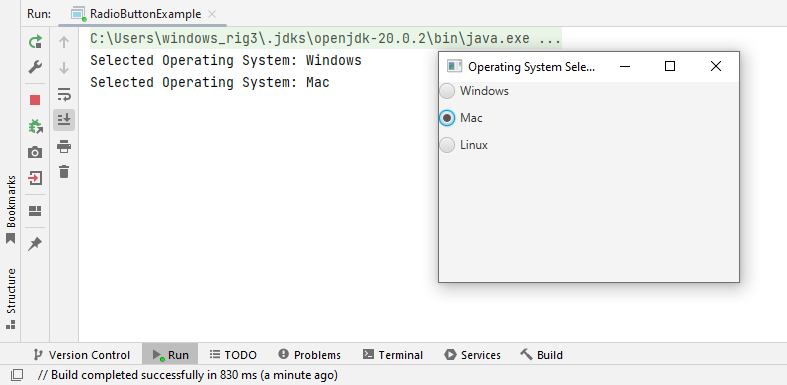 Run: RadioButtonExample
C:\Users\windows_rig3\.jdks\openjdk-20.0.2\bin\java.exe ...
Selected Operating System: Windows
Selected Operating System: Mac
Operating System Sele...
Windows
Mac
Linux
Bookmarks
Structure
Version Control Run TODO Problems Terminal Services Build
// Build completed successfully in 830 ms (a minute ago)